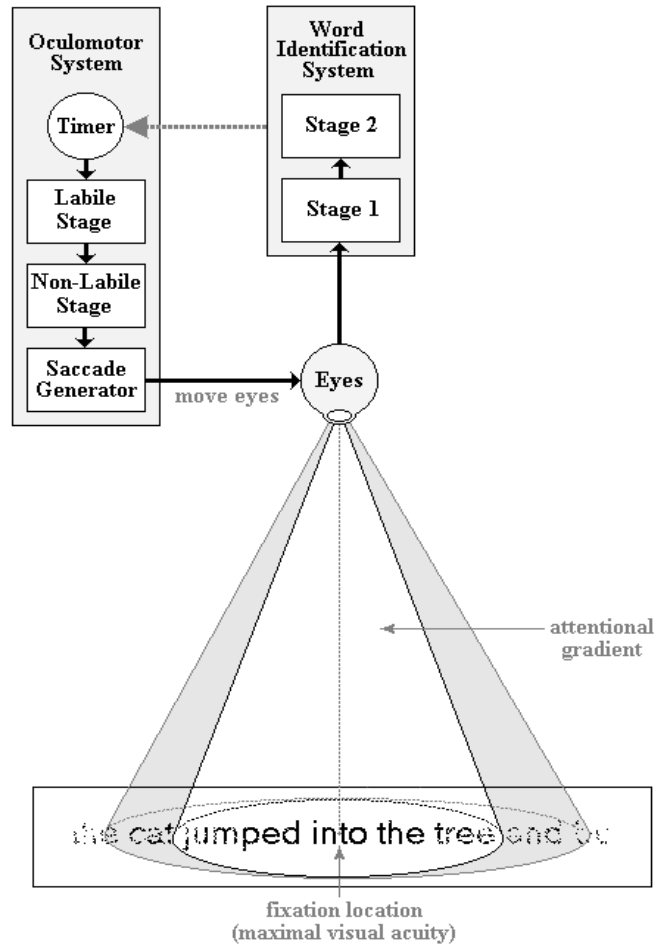 Oculomotor
System
Timer
Labile
Stage
Non-Labile
Stage
Saccade
Generator
Word
Identification
System
Stage 2
Stage 1
move eyes
Eyes
attentional
gradient
the cat jumped into the tree and bu
fixation location
(maximal visual acuity)